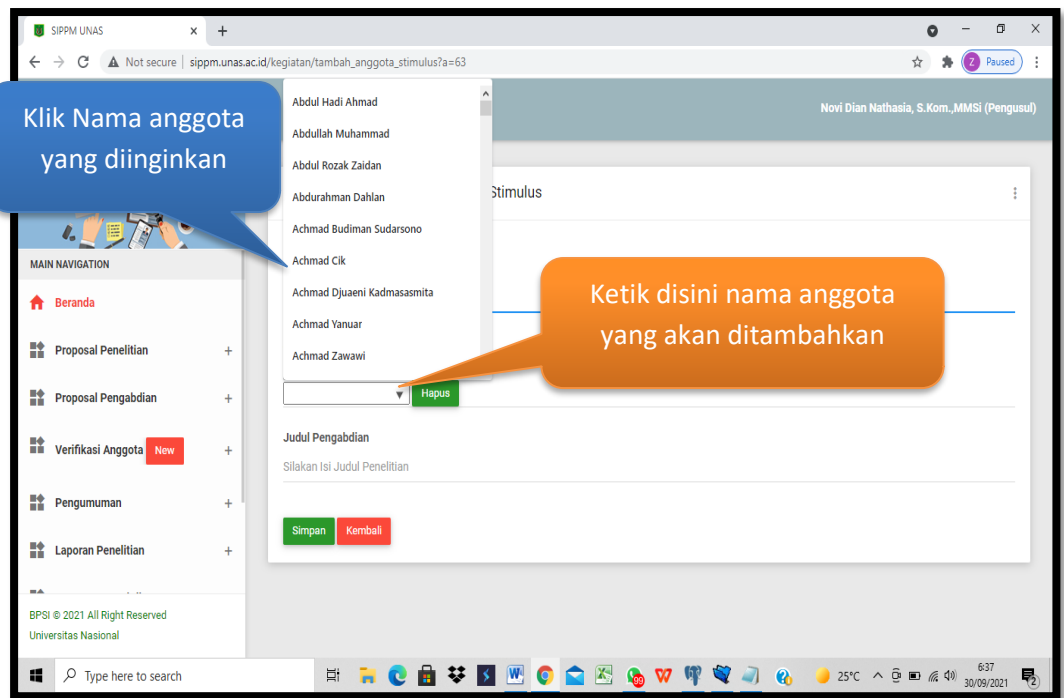 SIPPM UNAS
Not secure | sippm.unas.ac.id/kegiatan/tambah_anggota_stimulus?a=63
Z Paused
Novi Dian Nathasia, S.Kom.,MMSi (Pengusul)
Klik Nama anggota
yang diinginkan
Abdul Hadi Ahmad
Abdullah Muhammad
Abdul Rozak Zaidan
Abdurahman Dahlan
Achmad Budiman Sudarsono
Achmad Cik
Achmad Djuaeni Kadmasasmita
Achmad Yanuar
Achmad Zawawi
Stimulus
Ketik disini nama anggota
yang akan ditambahkan
Hapus
Judul Pengabdian
Silakan Isi Judul Penelitian
Simpan Kembali
MAIN NAVIGATION
Beranda
Proposal Penelitian +
Proposal Pengabdian +
Verifikasi Anggota New +
Pengumuman +
Laporan Penelitian +
BPSI © 2021 All Right Reserved
Universitas Nasional
Type here to search
99
25°C
6:37
30/09/2021
2